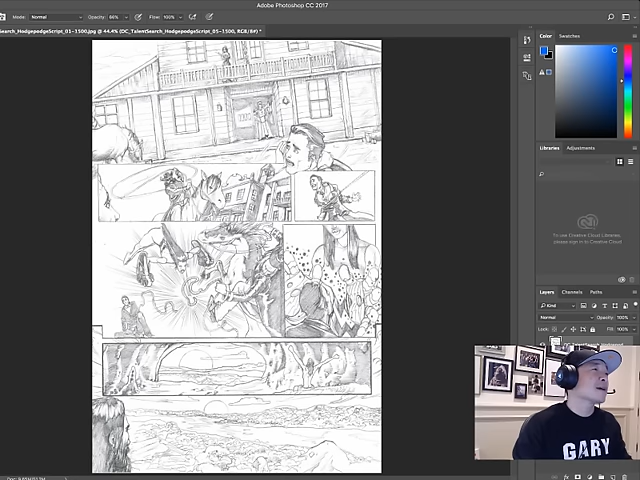 Adobe Photoshop CC 2017
Mode: Normal Opacity: 86% Flow: 100%
Search_HodgepodgeScript_01-1500.jpg @ 44.4% (DC_TalentSearch_HodgepodgeScript_05-1500, RGB/8#) *
Color Swatches
Libraries Adjustments
To use Creative Cloud Libraries,
please sign in to Creative Cloud
Layers Channels Paths
Kind
Normal Opacity: 100%
Lock: Fill: 100%
GARY